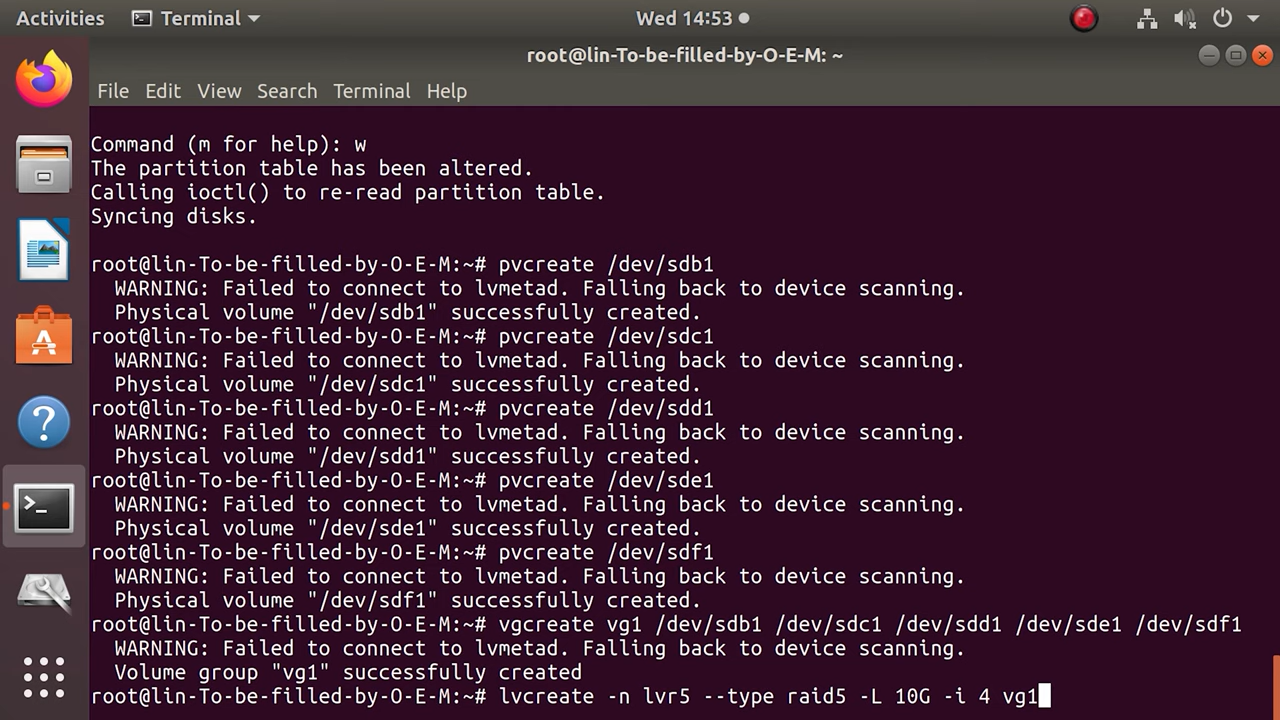 Activities Terminal Wed 14:53
root@lin-To-be-filled-by-O-E-M: ~
File Edit View Search Terminal Help
Command (m for help): w
The partition table has been altered.
Calling ioctl() to re-read partition table.
Syncing disks.
root@lin-To-be-filled-by-O-E-M:~# pvcreate /dev/sdb1
WARNING: Failed to connect to lvmetad. Falling back to device scanning.
Physical volume "/dev/sdb1" successfully created.
root@lin-To-be-filled-by-O-E-M:~# pvcreate /dev/sdc1
WARNING: Failed to connect to lvmetad. Falling back to device scanning.
Physical volume "/dev/sdc1" successfully created.
root@lin-To-be-filled-by-O-E-M:~# pvcreate /dev/sdd1
WARNING: Failed to connect to lvmetad. Falling back to device scanning.
Physical volume "/dev/sdd1" successfully created.
root@lin-To-be-filled-by-O-E-M:~# pvcreate /dev/sde1
WARNING: Failed to connect to lvmetad. Falling back to device scanning.
Physical volume "/dev/sde1" successfully created.
root@lin-To-be-filled-by-O-E-M:~# pvcreate /dev/sdf1
WARNING: Failed to connect to lvmetad. Falling back to device scanning.
Physical volume "/dev/sdf1" successfully created.
root@lin-To-be-filled-by-O-E-M:~# vgcreate vg1 /dev/sdb1 /dev/sdc1 /dev/sdd1 /dev/sde1 /dev/sdf1
WARNING: Failed to connect to lvmetad. Falling back to device scanning.
Volume group "vg1" successfully created
root@lin-To-be-filled-by-O-E-M:~# lvcreate -n lvr5 --type raid5 -L 10G -i 4 vg1